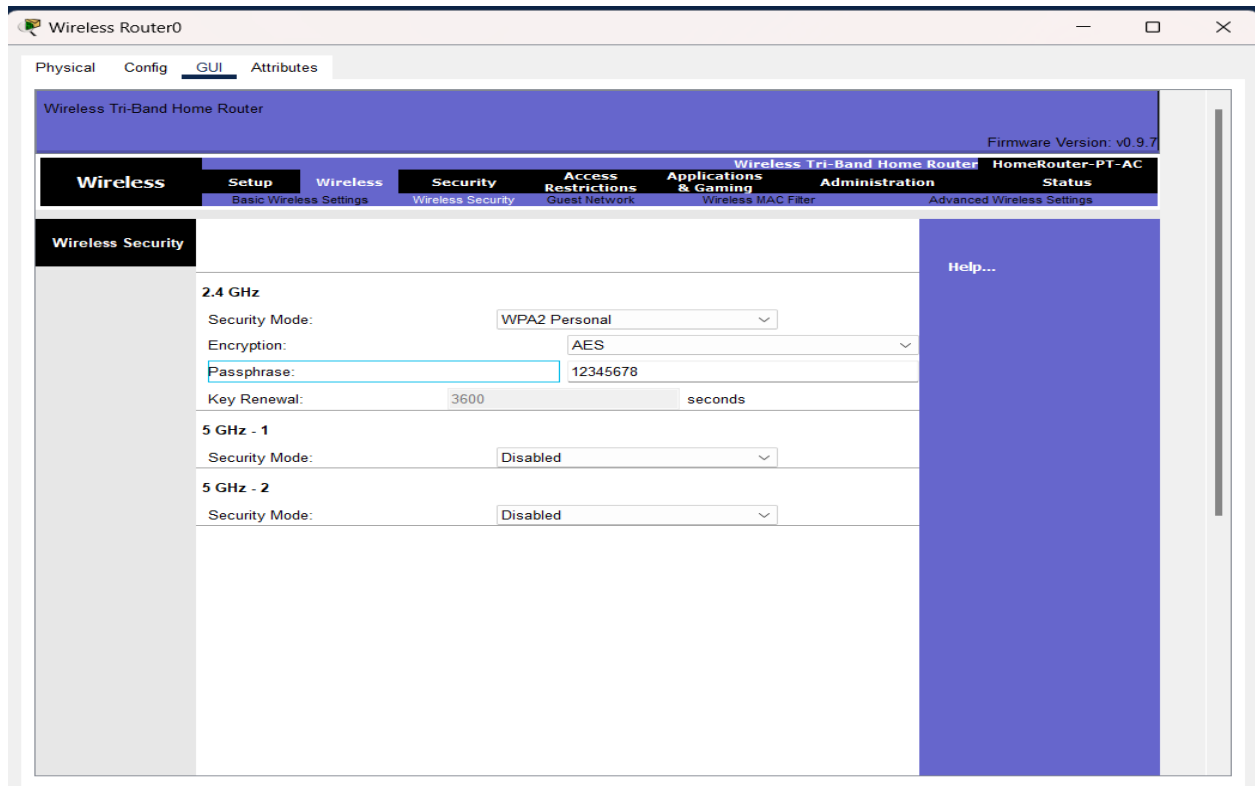 Wireless Router0
Physical Config GUI Attributes
Wireless Tri-Band Home Router
Firmware Version: v0.9.7
Wireless Tri-Band Home Router HomeRouter-PT-AC
Wireless Setup Wireless Security Access Restrictions Applications & Gaming Administration Status
Basic Wireless Settings Wireless Security Guest Network Wireless MAC Filter Advanced Wireless Settings
Wireless Security
Help...
2.4 GHz
Security Mode: WPA2 Personal
Encryption: AES
Passphrase: 12345678
Key Renewal: 3600 seconds
5 GHz - 1
Security Mode: Disabled
5 GHz - 2
Security Mode: Disabled